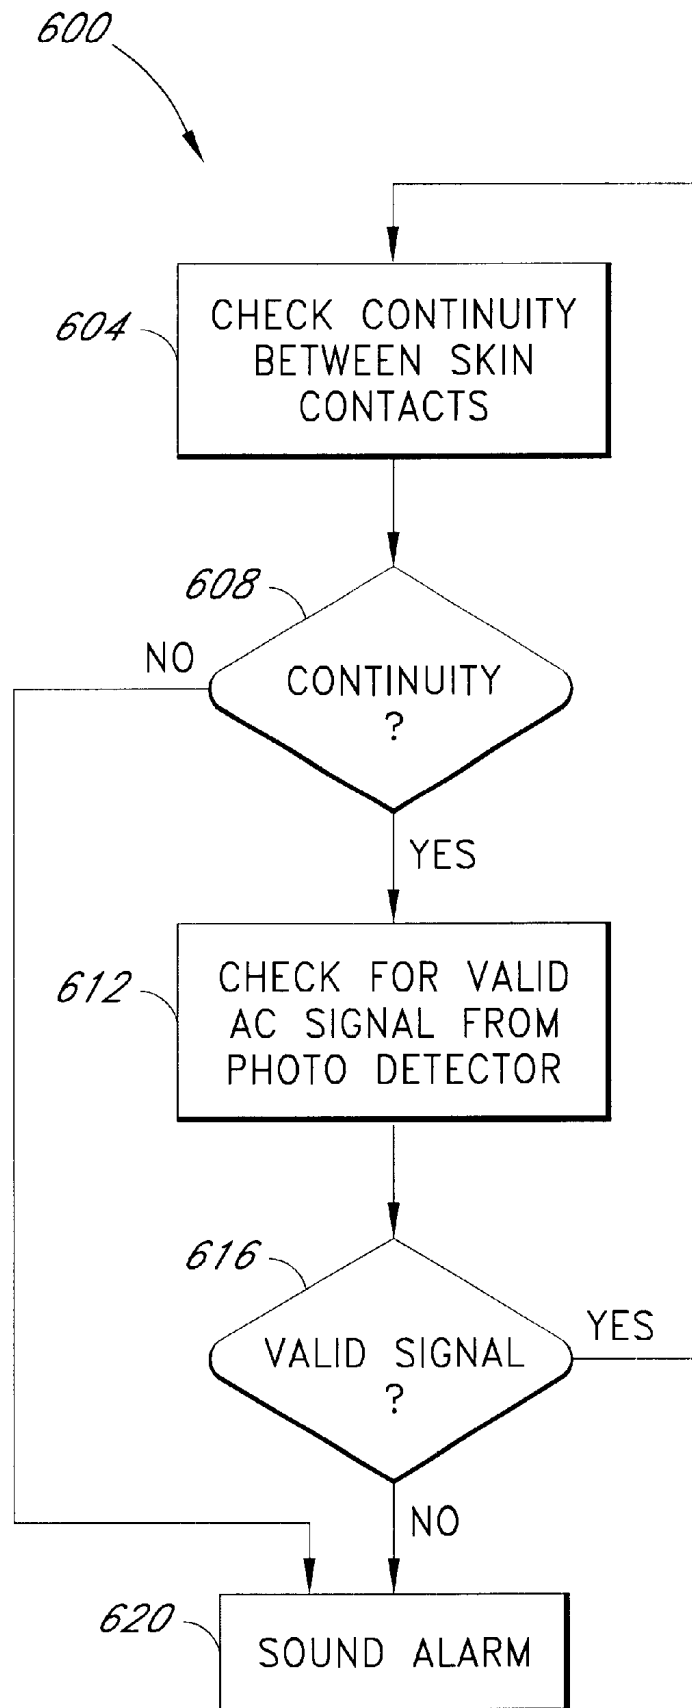 600
604
CHECK CONTINUITY
BETWEEN SKIN
CONTACTS
608
NO
CONTINUITY
?
YES
612
CHECK FOR VALID
AC SIGNAL FROM
PHOTO DETECTOR
616
YES
VALID SIGNAL
?
NO
620
SOUND ALARM